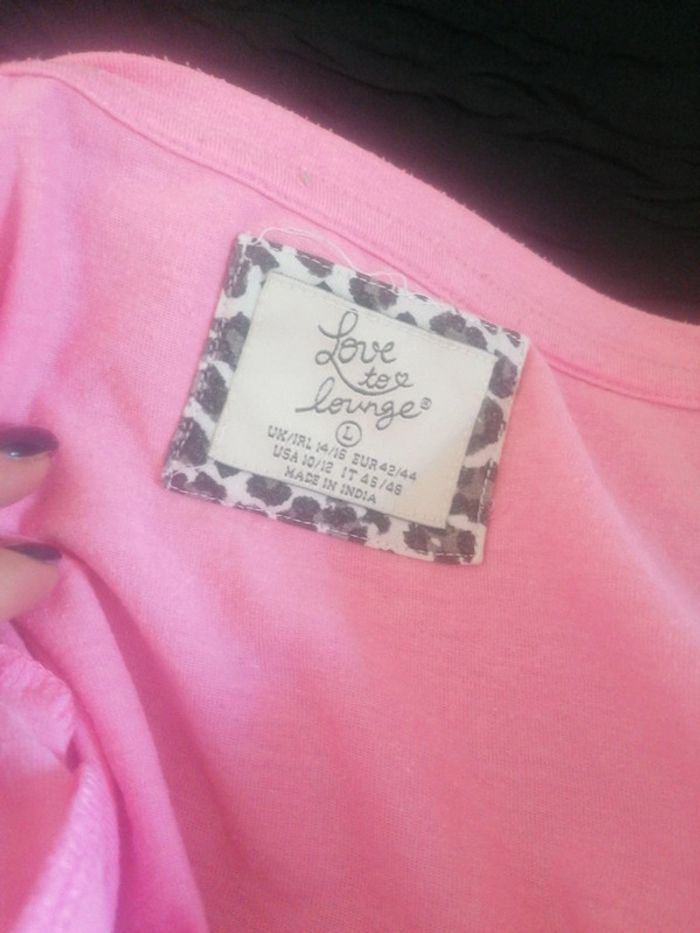 Love
to
lounge®
L
UK/IRL 14/16 EUR 42/44
USA 10/12 IT 46/48
MADE IN INDIA